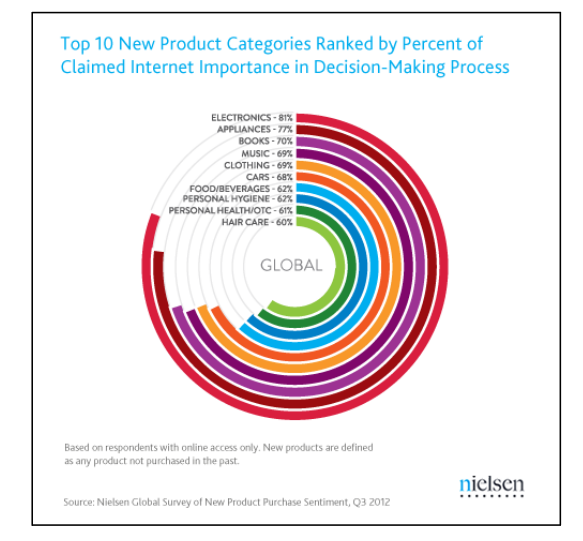 Top 10 New Product Categories Ranked by Percent of
Claimed Internet Importance in Decision-Making Process
ELECTRONICS - 81%
APPLIANCES - 77%
BOOKS - 70%
MUSIC - 69%
CLOTHING - 69%
CARS - 68%
FOOD/BEVERAGES - 62%
PERSONAL HYGIENE - 62%
PERSONAL HEALTH/OTC - 61%
HAIR CARE - 60%
GLOBAL
Based on respondents with online access only. New products are defined
as any product not purchased in the past.
nielsen
Source: Nielsen Global Survey of New Product Purchase Sentiment, Q3 2012